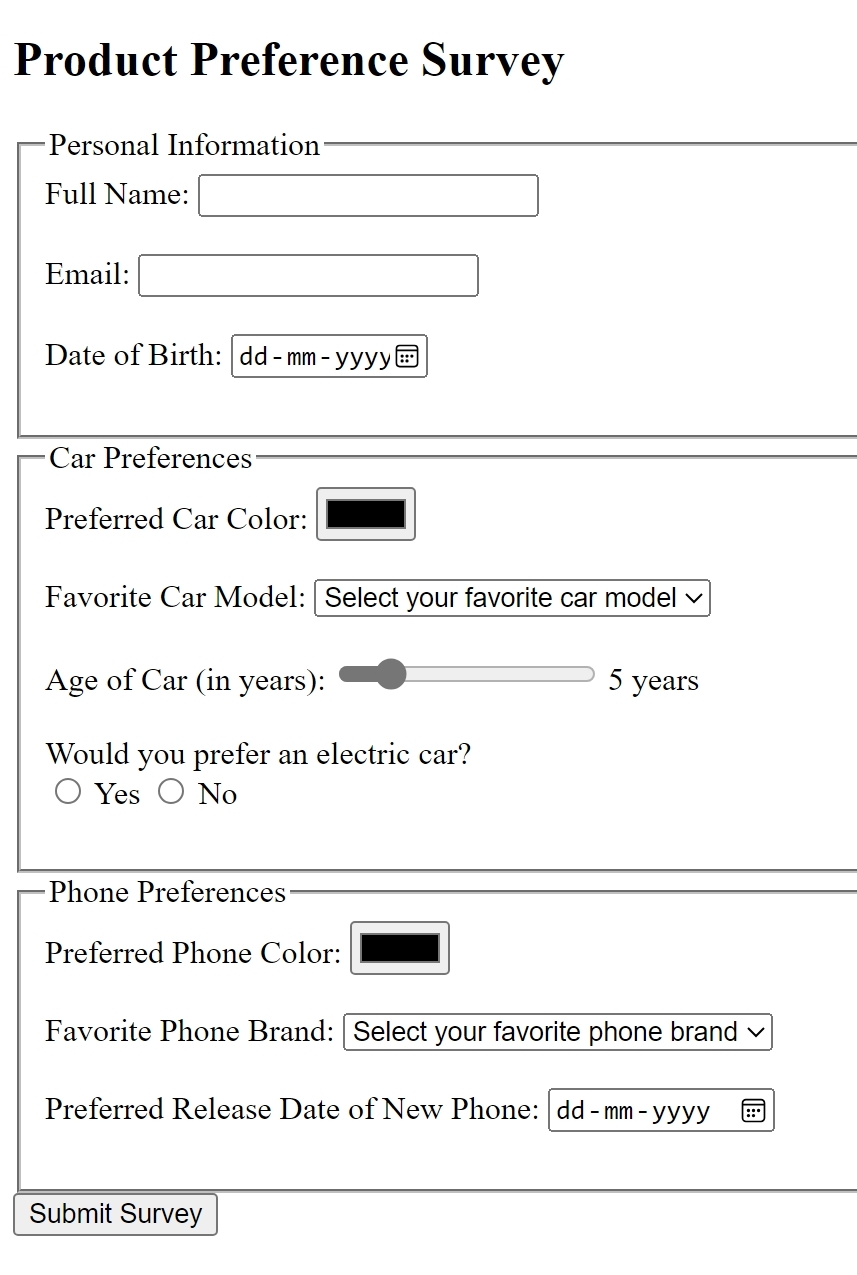 Product Preference Survey
Personal Information
Full Name:
Email:
Date of Birth: dd-mm-yyyy
Car Preferences
Preferred Car Color:
Favorite Car Model: Select your favorite car model
Age of Car (in years): 5 years
Would you prefer an electric car?
Yes No
Phone Preferences
Preferred Phone Color:
Favorite Phone Brand: Select your favorite phone brand
Preferred Release Date of New Phone: dd-mm-yyyy
Submit Survey